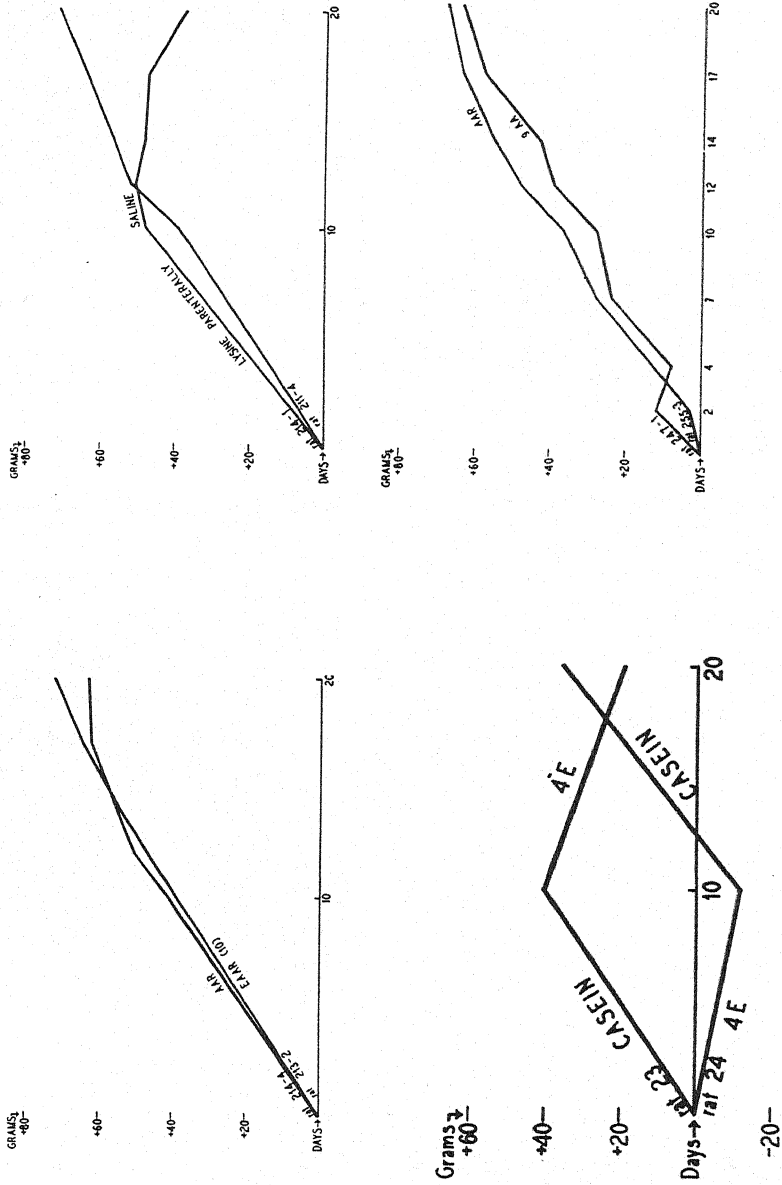 GRAMS
+80-
+60-
+40-
+20-
DAYS→
AAR
EAAR (10)
rat 214-4
rat 213-2
10
20
GRAMS
+80-
+60-
+40-
+20-
DAYS→
SALINE
LYSINE PARENTERALLY
rat 214-1
rat 211-4
10
20
Grams
+60-
+40-
+20-
Days→
-20-
CASEIN
4E
rat 23
rat 24
4E
CASEIN
10
20
GRAMS
+80-
+60-
+40-
+20-
DAYS→
AAR
9 AA
rat 247-1
rat 255-3
2
4
7
10
12
14
17
20